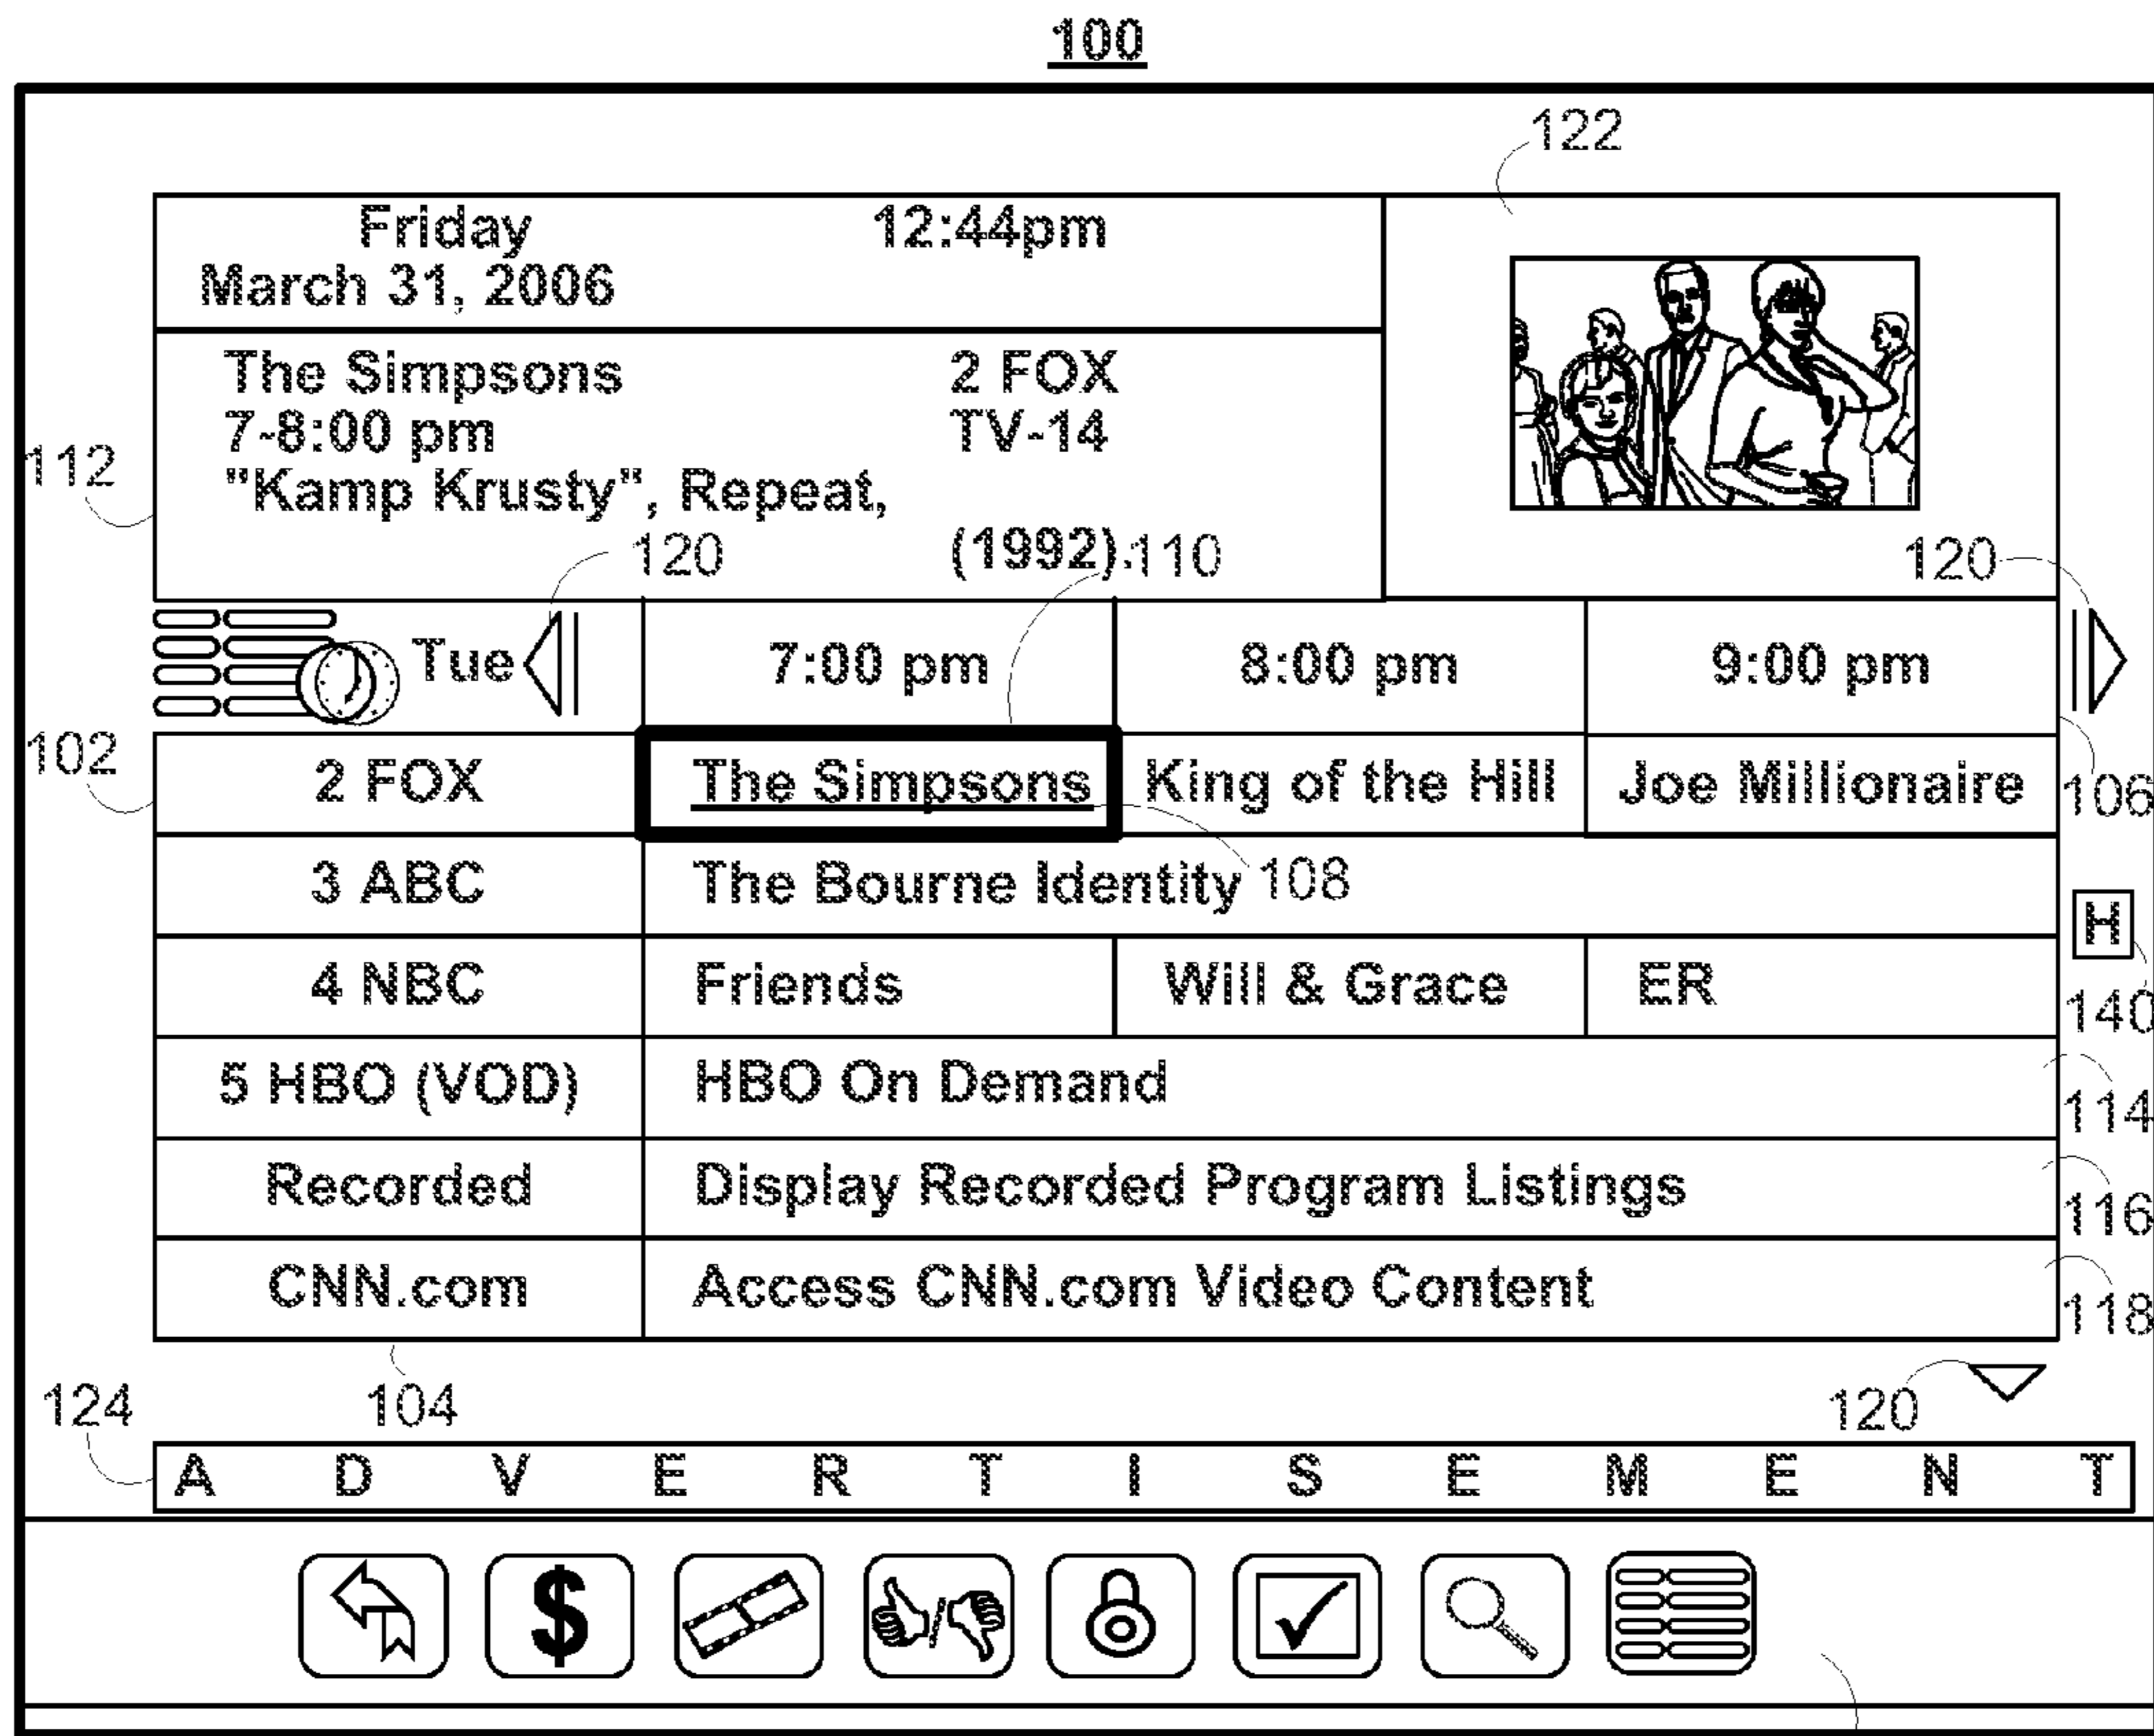 100
122
Friday 12:44pm
March 31, 2006
The Simpsons 2 FOX
7-8:00 pm TV-14
112
"Kamp Krusty", Repeat,
120 (1992). 110 120
Tue 7:00 pm 8:00 pm 9:00 pm
102 2 FOX The Simpsons King of the Hill Joe Millionaire 106
3 ABC The Bourne Identity 108
H
4 NBC Friends Will & Grace ER 140
5 HBO (VOD) HBO On Demand 114
Recorded Display Recorded Program Listings 116
CNN.com Access CNN.com Video Content 118
124 104 120
A D V E R T I S E M E N T
$ /